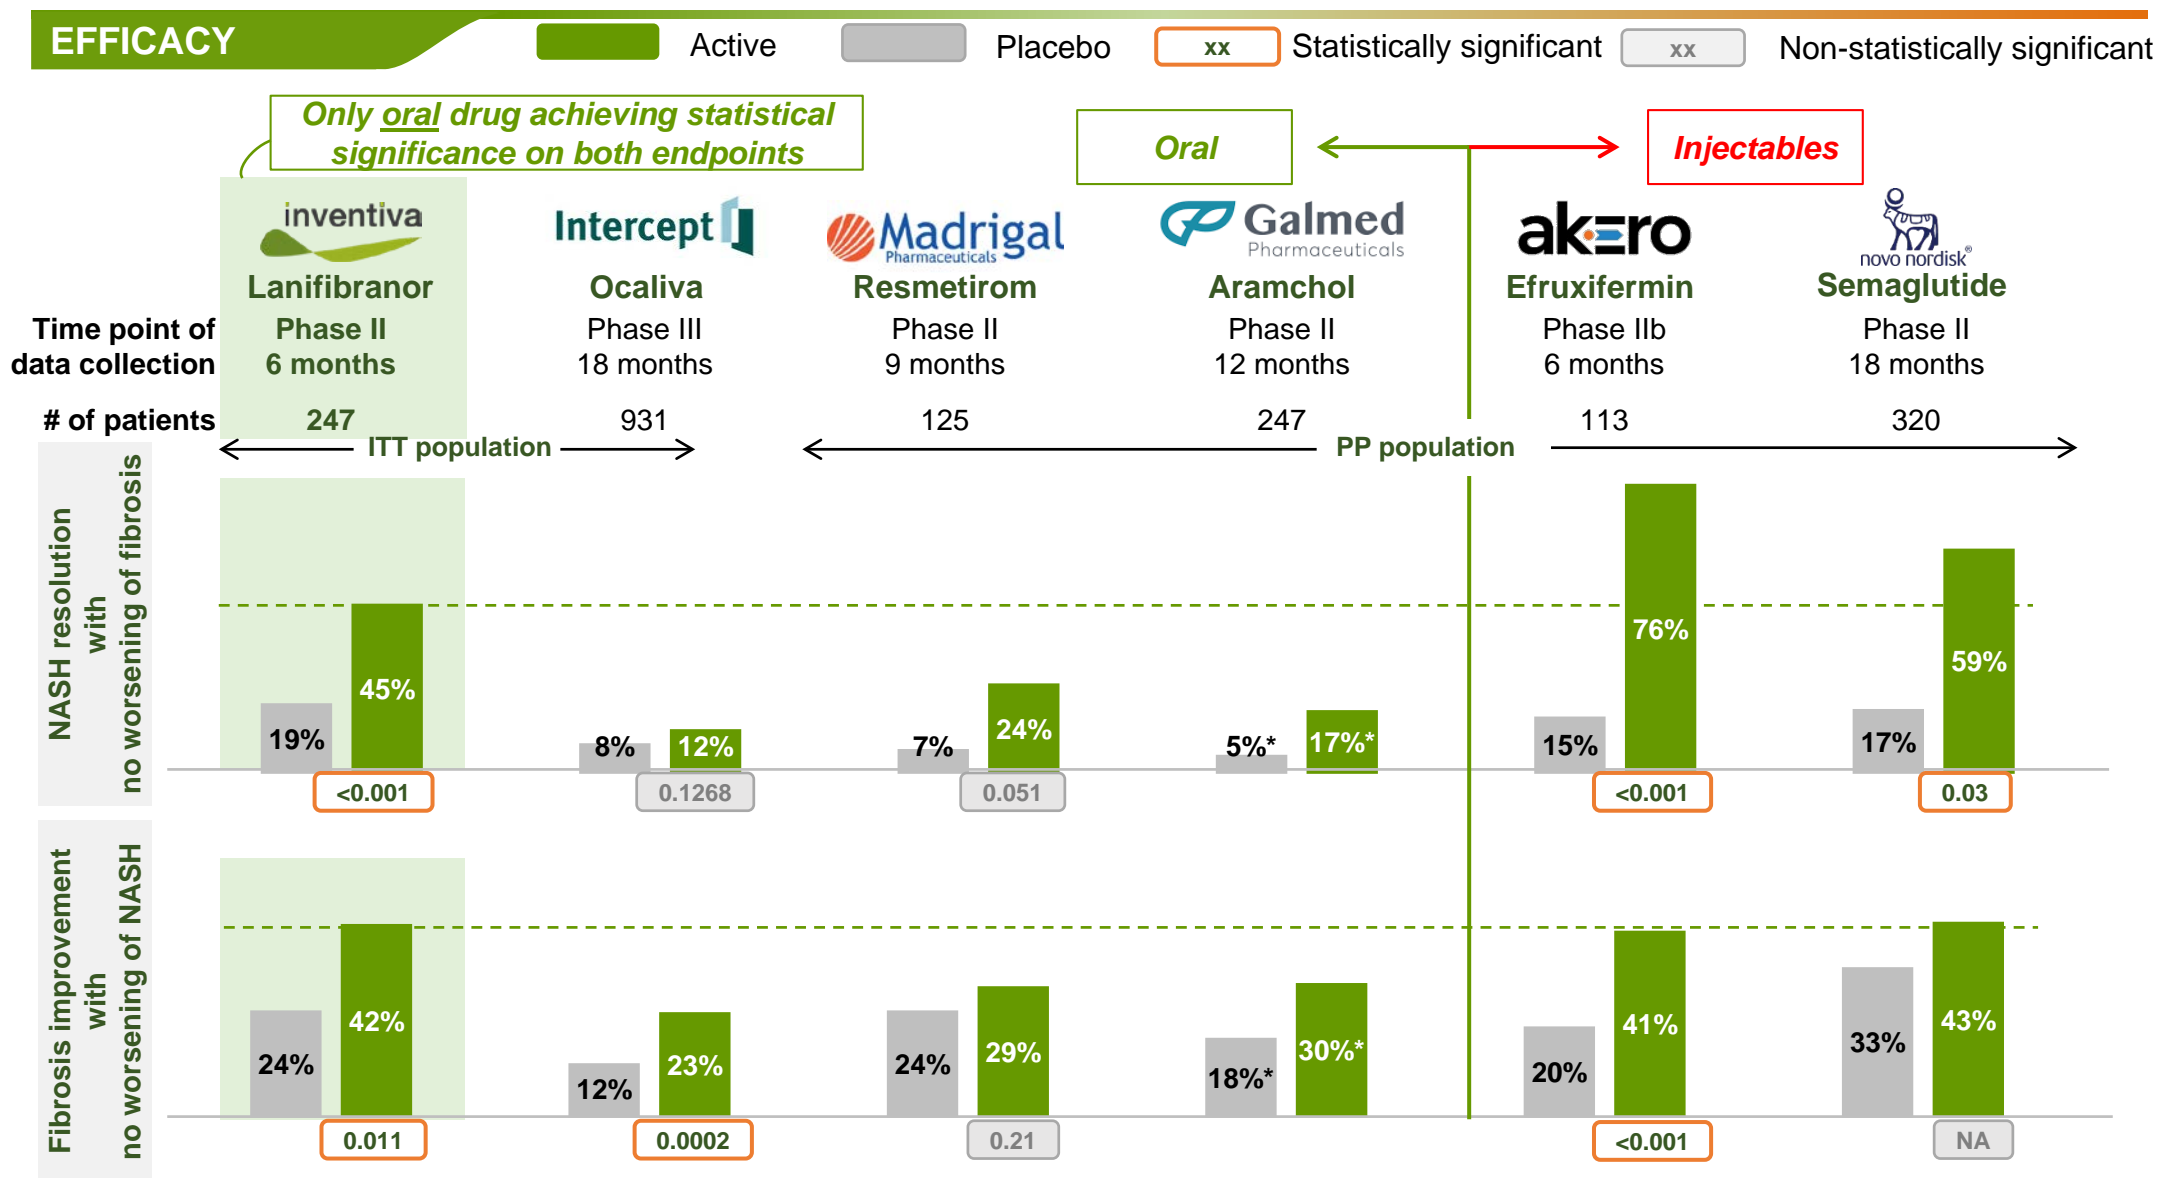 EFFICACY
Active
Placebo
xx
Statistically significant
xx
Non-statistically significant
Only oral drug achieving statistical
significance on both endpoints
Oral
Injectables
inventiva
Intercept
Madrigal
Pharmaceuticals
Galmed
Pharmaceuticals
akero
novo nordisk®
Lanifibranor
Ocaliva
Resmetirom
Aramchol
Efruxifermin
Semaglutide
Time point of
data collection
Phase II
6 months
Phase III
18 months
Phase II
9 months
Phase II
12 months
Phase IIb
6 months
Phase II
18 months
# of patients
247
931
125
247
113
320
ITT population
PP population
NASH resolution
with
no worsening of fibrosis
19%
45%
8%
12%
7%
24%
5%*
17%*
15%
76%
17%
59%
<0.001
0.1268
0.051
<0.001
0.03
Fibrosis improvement
with
no worsening of NASH
24%
42%
12%
23%
24%
29%
18%*
30%*
20%
41%
33%
43%
0.011
0.0002
0.21
<0.001
NA